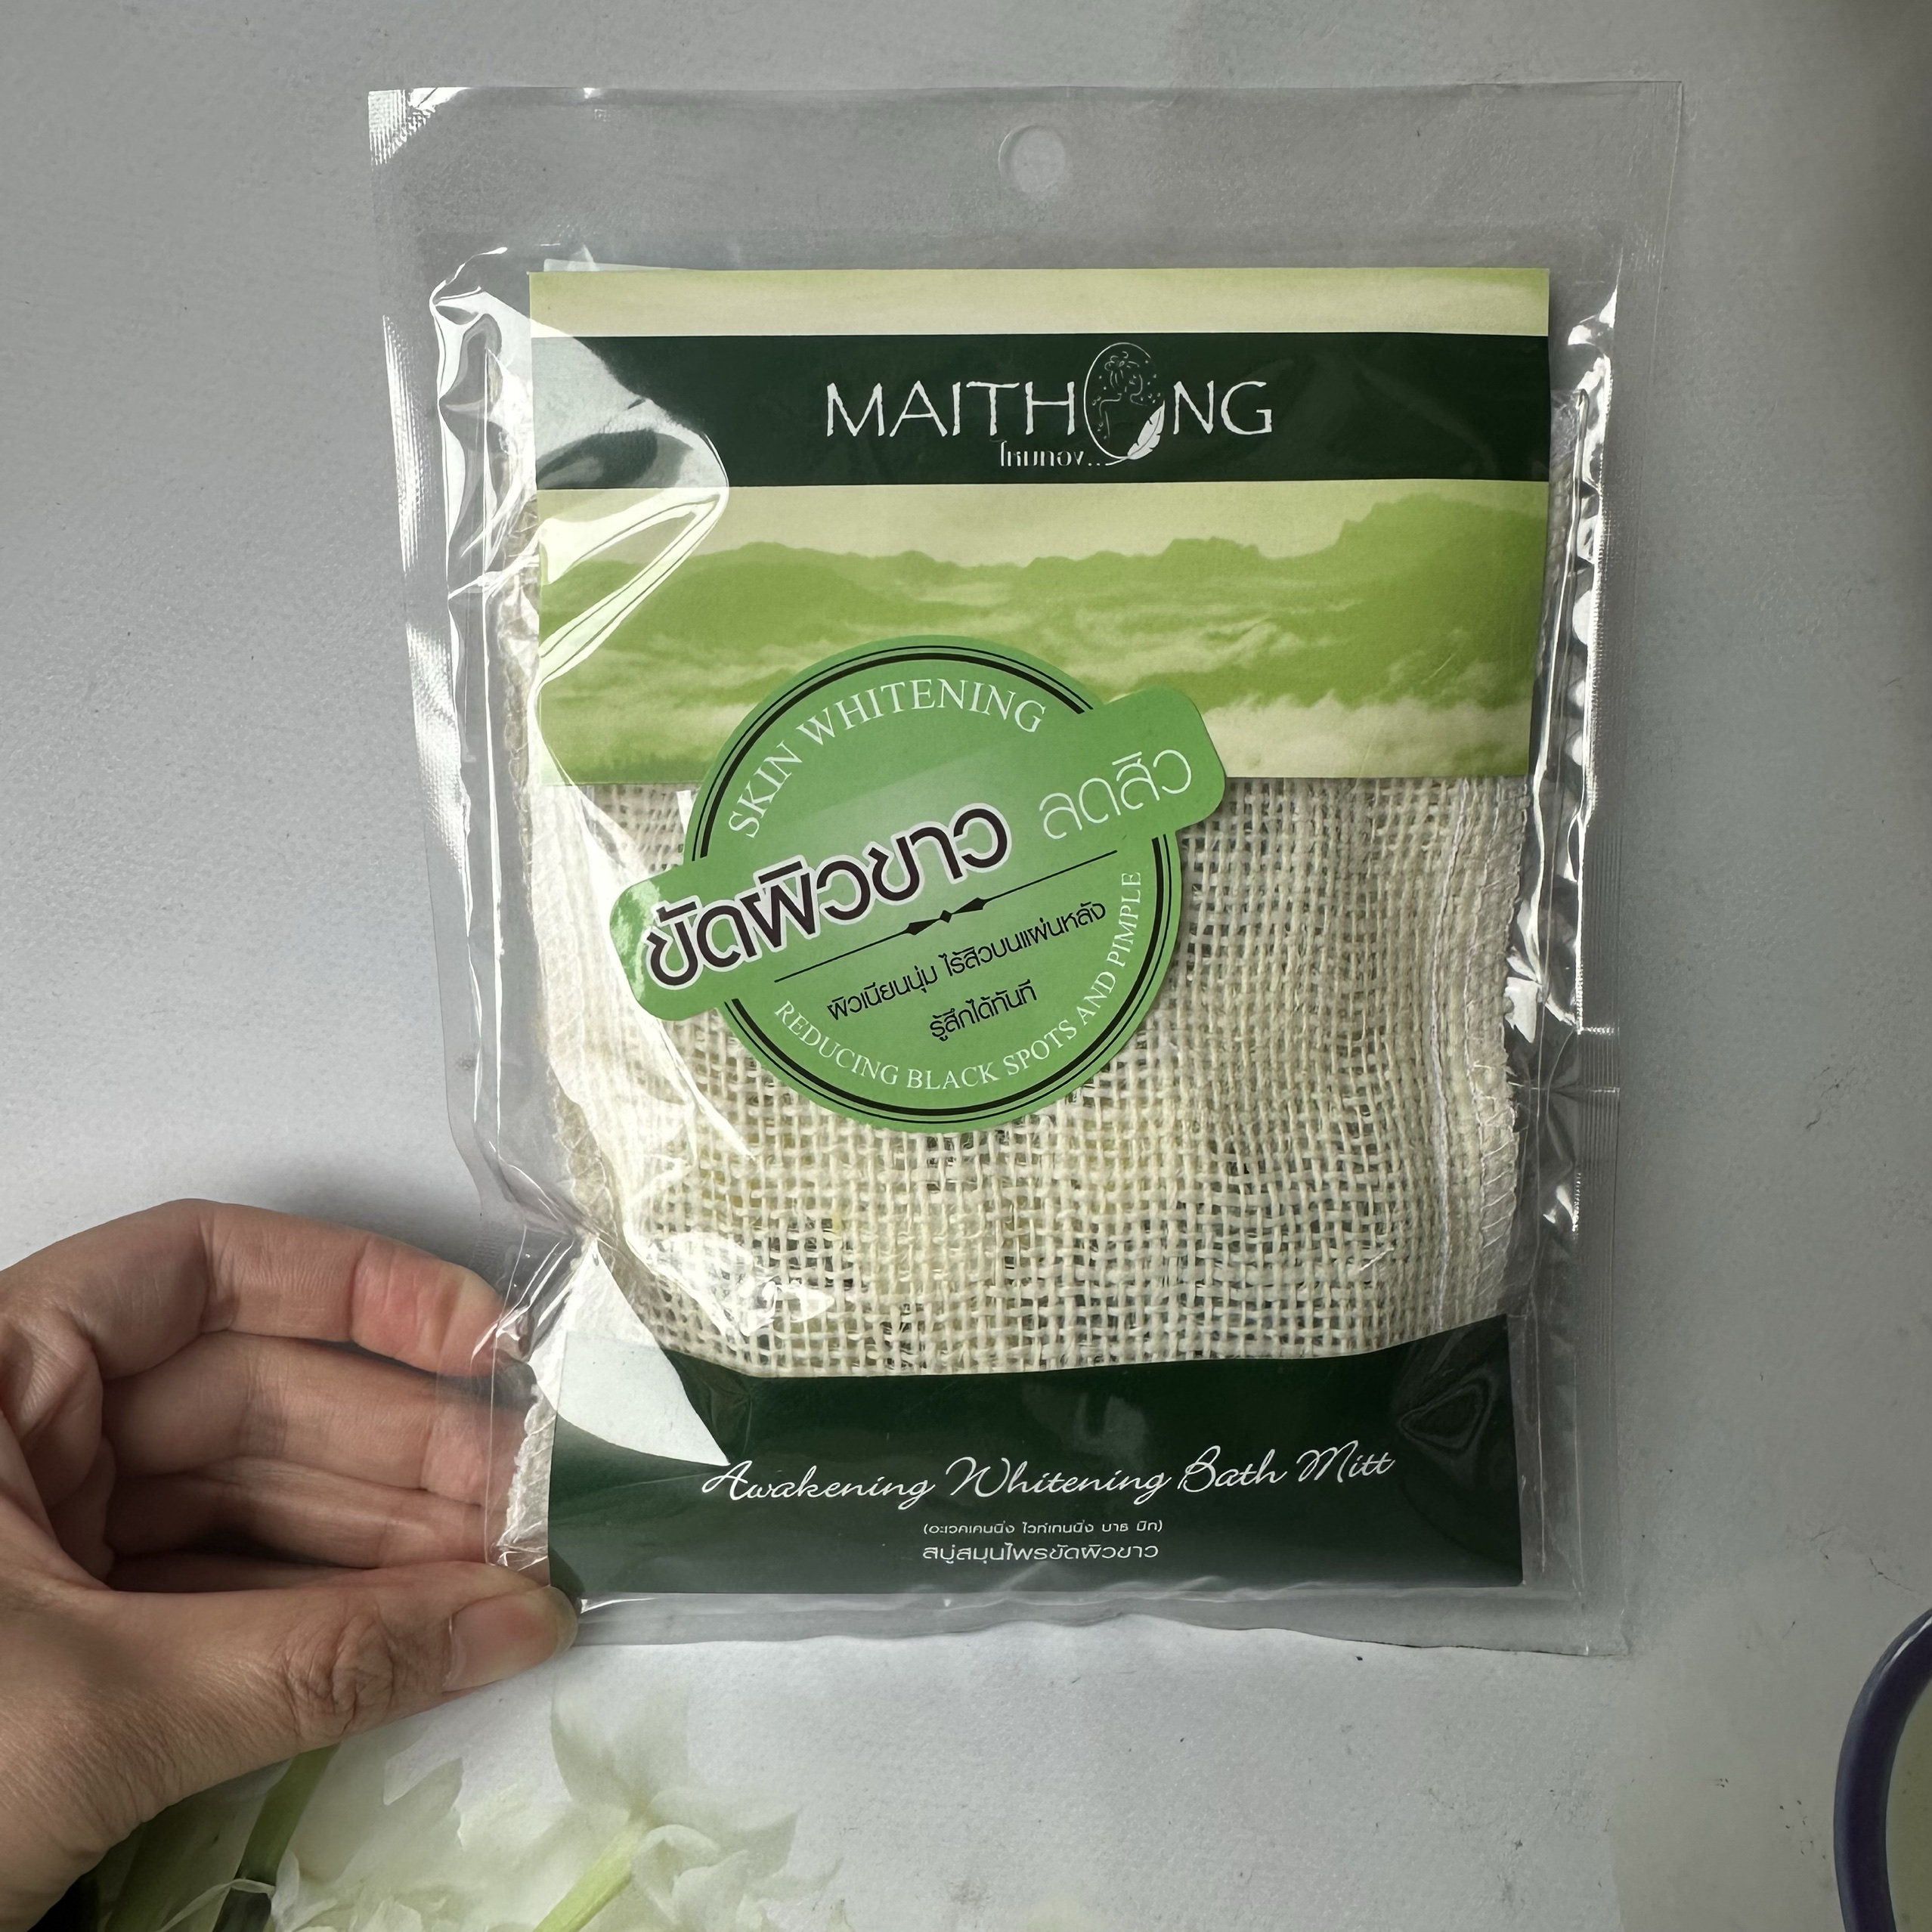 MAITHONG
ไหมทอง...
SKIN WHITENING
ขัดผิวขาว ลดสิว
ผิวเนียนนุ่ม ไร้สิวบนแผ่นหลัง
รู้สึกได้ทันที
REDUCING BLACK SPOTS AND PIMPLE
Awakening Whitening Bath Mitt
(อะเวคเคนนิ่ง ไวท์เทนนิ่ง บาธ มิท)
สบู่สมุนไพรขัดผิวขาว